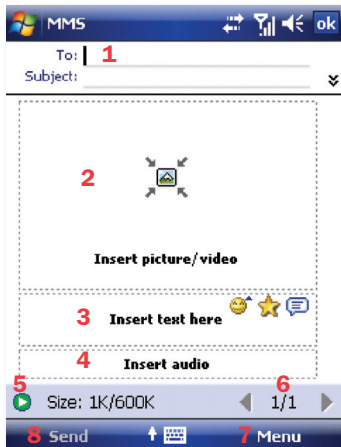 MMS ok
To: 1
Subject:
2
Insert picture/video
3 Insert text here
4 Insert audio
5 6
Size: 1K/600K 1/1
8 Send 7 Menu